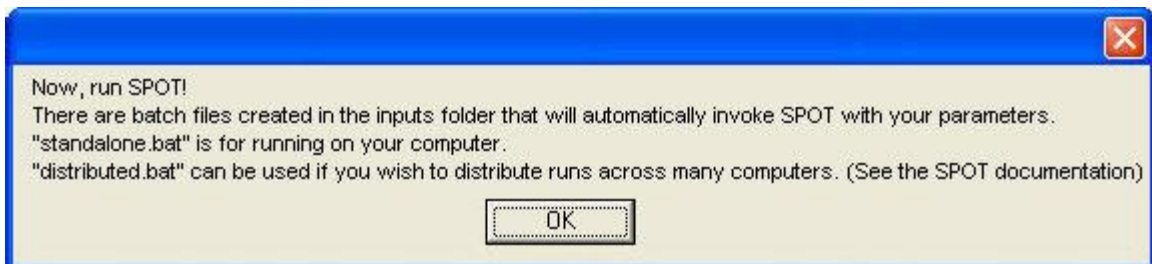 Now, run SPOT!
There are batch files created in the inputs folder that will automatically invoke SPOT with your parameters.
"standalone.bat" is for running on your computer.
"distributed.bat" can be used if you wish to distribute runs across many computers. (See the SPOT documentation)
OK